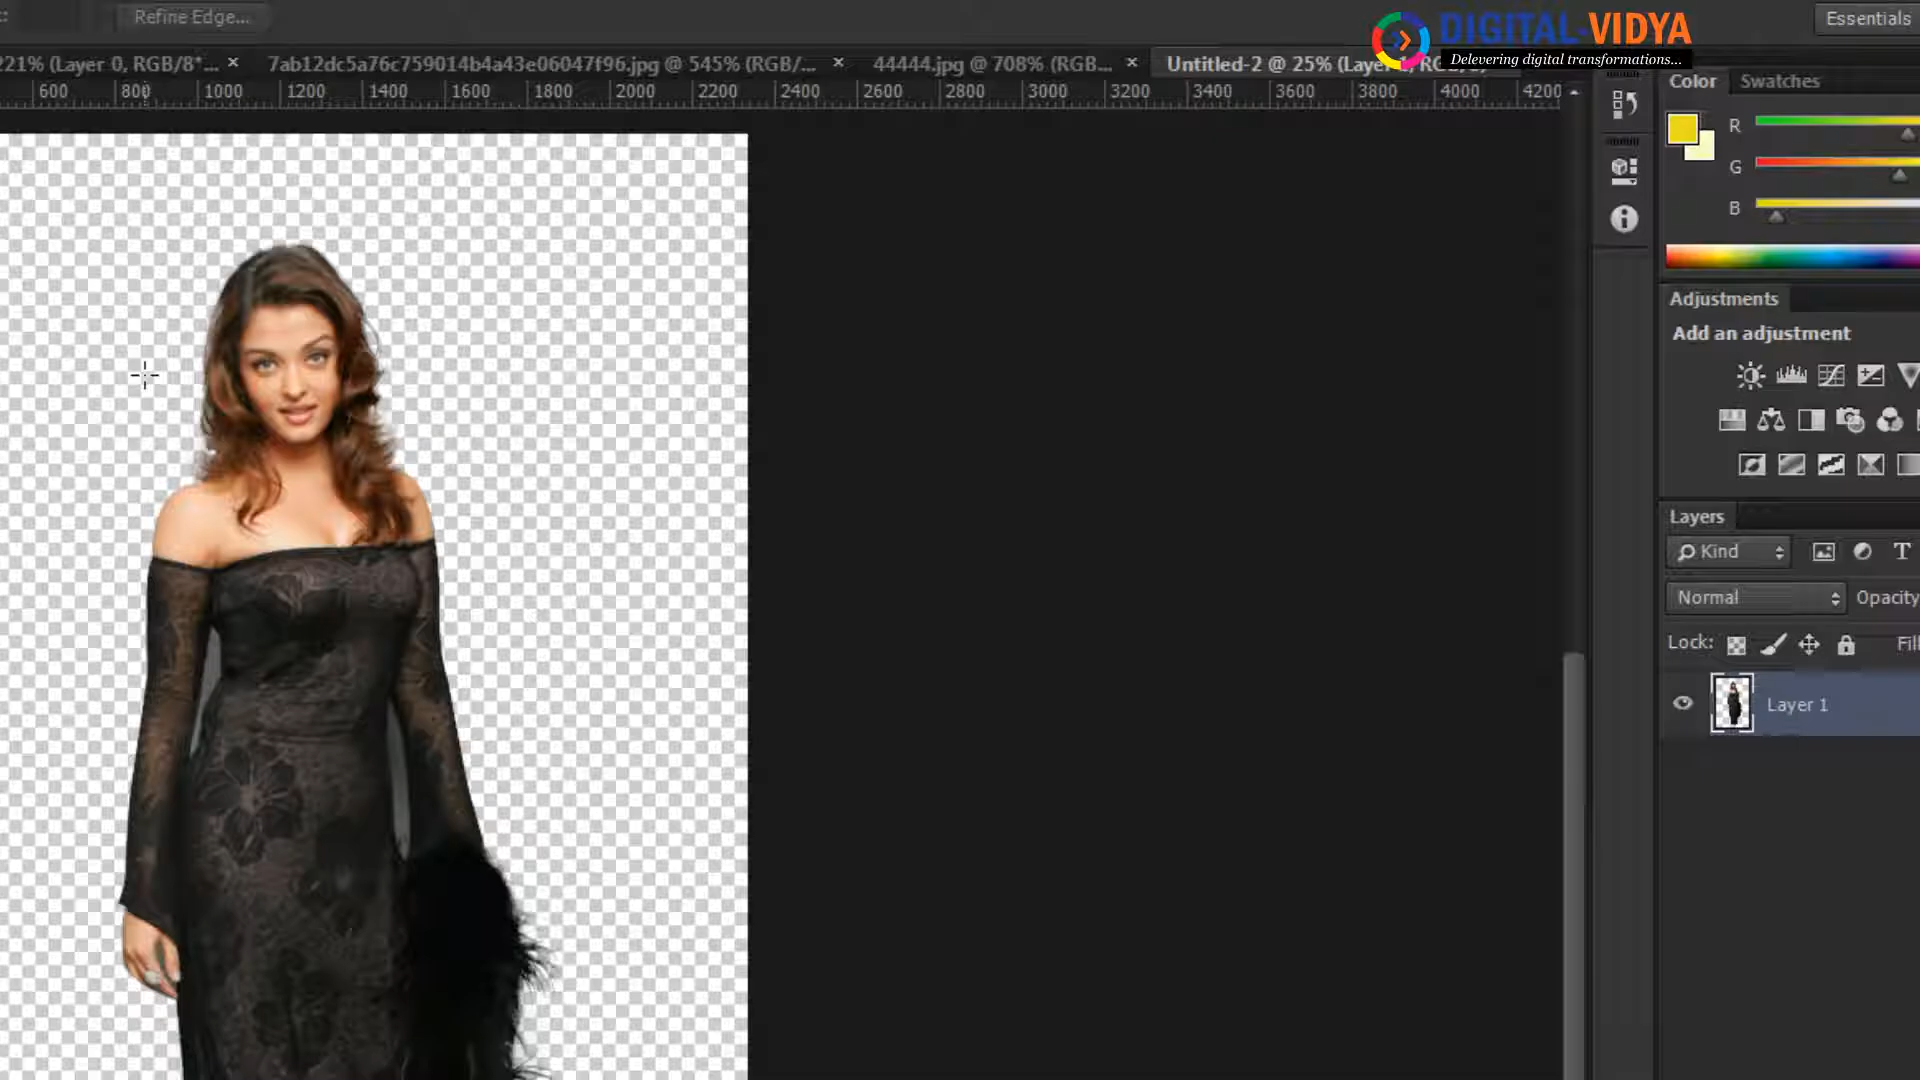 Refine Edge...
DIGITAL-VIDYA
Delevering digital transformations...
Essentials
221% (Layer 0, RGB/8*... × 7ab12dc5a76c759014b4a43e06047f96.jpg @ 545% (RGB/... × 44444.jpg @ 708% (RGB... × Untitled-2 @ 25% (Layer
600 800 1000 1200 1400 1600 1800 2000 2200 2400 2600 2800 3000 3200 3400 3600 3800 4000 4200
Color Swatches
R
G
B
Adjustments
Add an adjustment
Layers
Kind
T
Normal Opacity
Lock: Fill
Layer 1